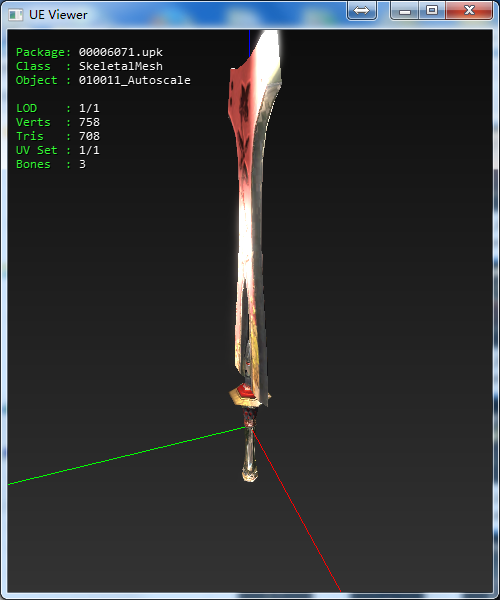 UE Viewer
Package: 00006071.upk
Class  : SkeletalMesh
Object : 010011_Autoscale
LOD    : 1/1
Verts  : 758
Tris   : 708
UV Set : 1/1
Bones  : 3